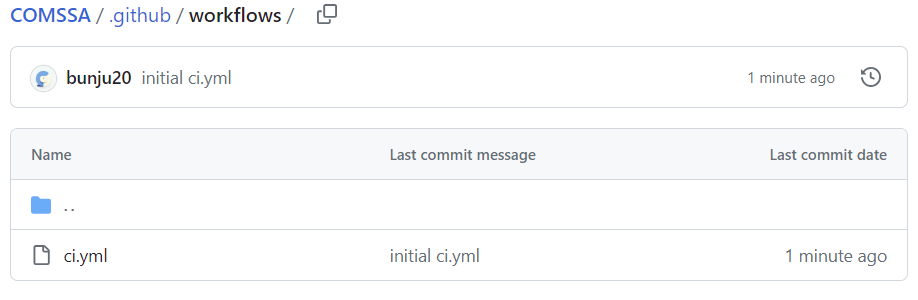 COMSSA / .github / workflows /
bunju20 initial ci.yml 1 minute ago
Name Last commit message Last commit date
..
ci.yml initial ci.yml 1 minute ago